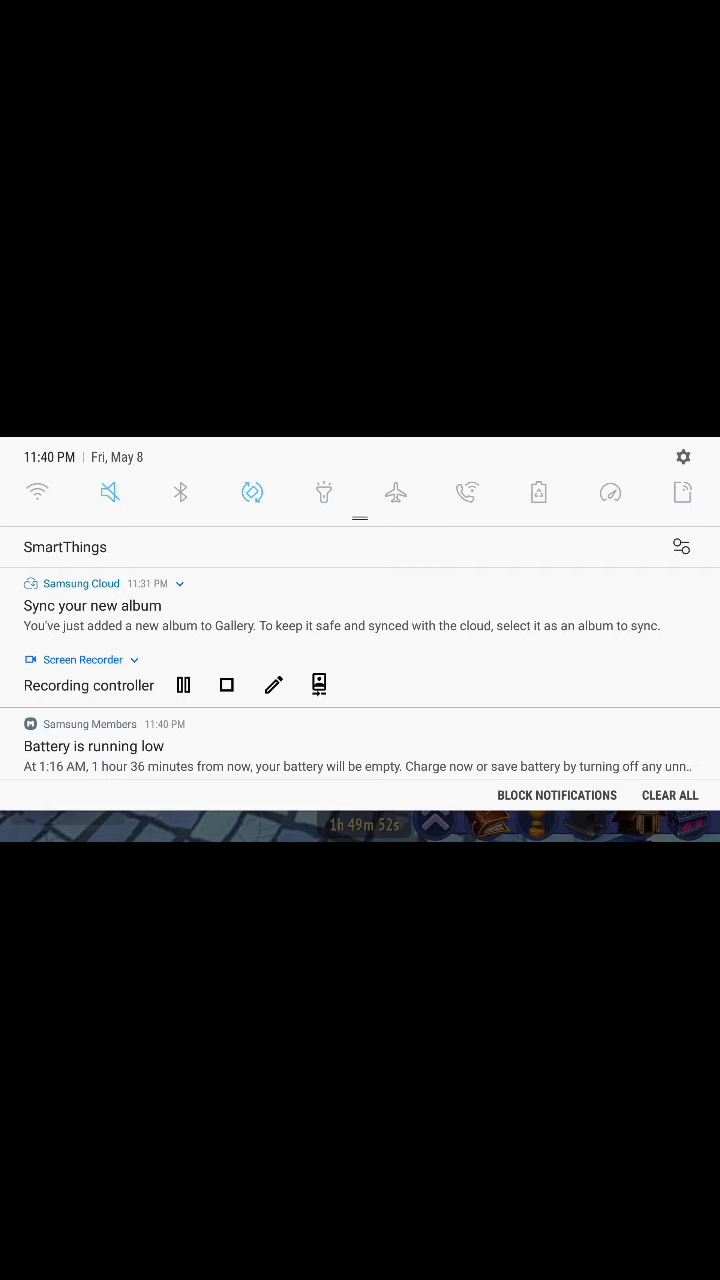 11:40 PM | Fri, May 8
SmartThings
Samsung Cloud 11:31 PM
Sync your new album
You've just added a new album to Gallery. To keep it safe and synced with the cloud, select it as an album to sync.
Screen Recorder
Recording controller
Samsung Members 11:40 PM
Battery is running low
At 1:16 AM, 1 hour 36 minutes from now, your battery will be empty. Charge now or save battery by turning off any unn..
BLOCK NOTIFICATIONS CLEAR ALL
1h 49m 52s